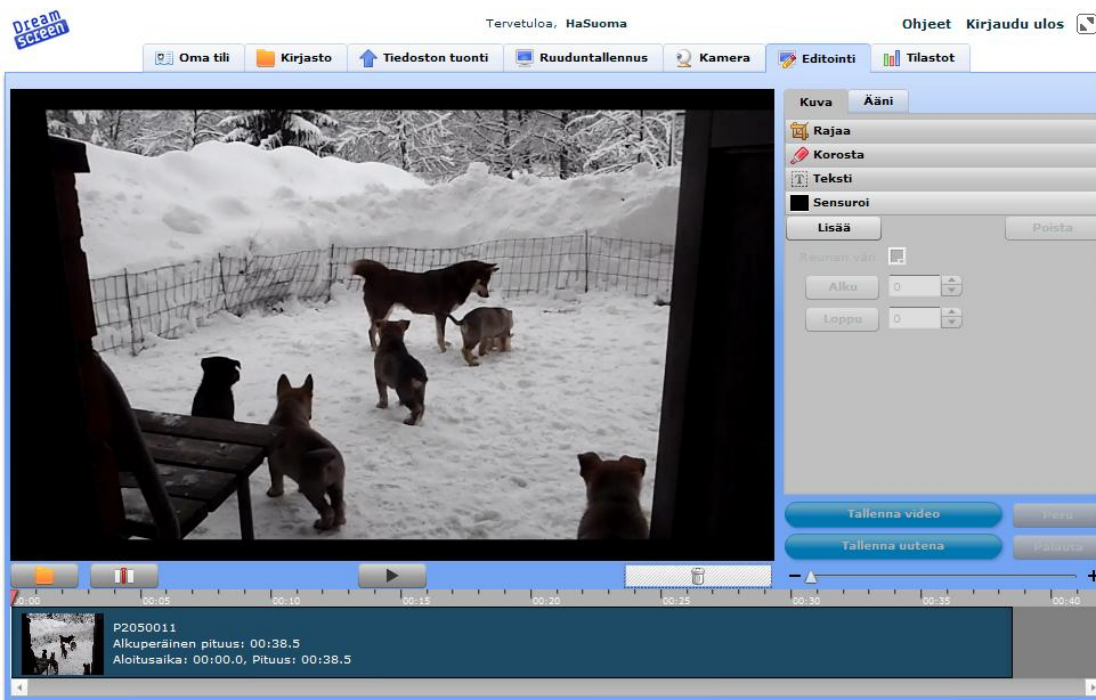 Dream
screen
Tervetuloa, HaSuoma
Ohjeet Kirjaudu ulos
Oma tili Kirjasto Tiedoston tuonti Ruuduntallennus Kamera Editointi Tilastot
Kuva Ääni
Rajaa
Korosta
Teksti
Sensuroi
Lisää Poista
Reunan väri
Alku 0
Loppu 0
Tallenna video Peru
Tallenna uutena Palauta
00:00 00:05 00:10 00:15 00:20 00:25 00:30 00:35 00:40
P2050011
Alkuperäinen pituus: 00:38.5
Aloitusaika: 00:00.0, Pituus: 00:38.5